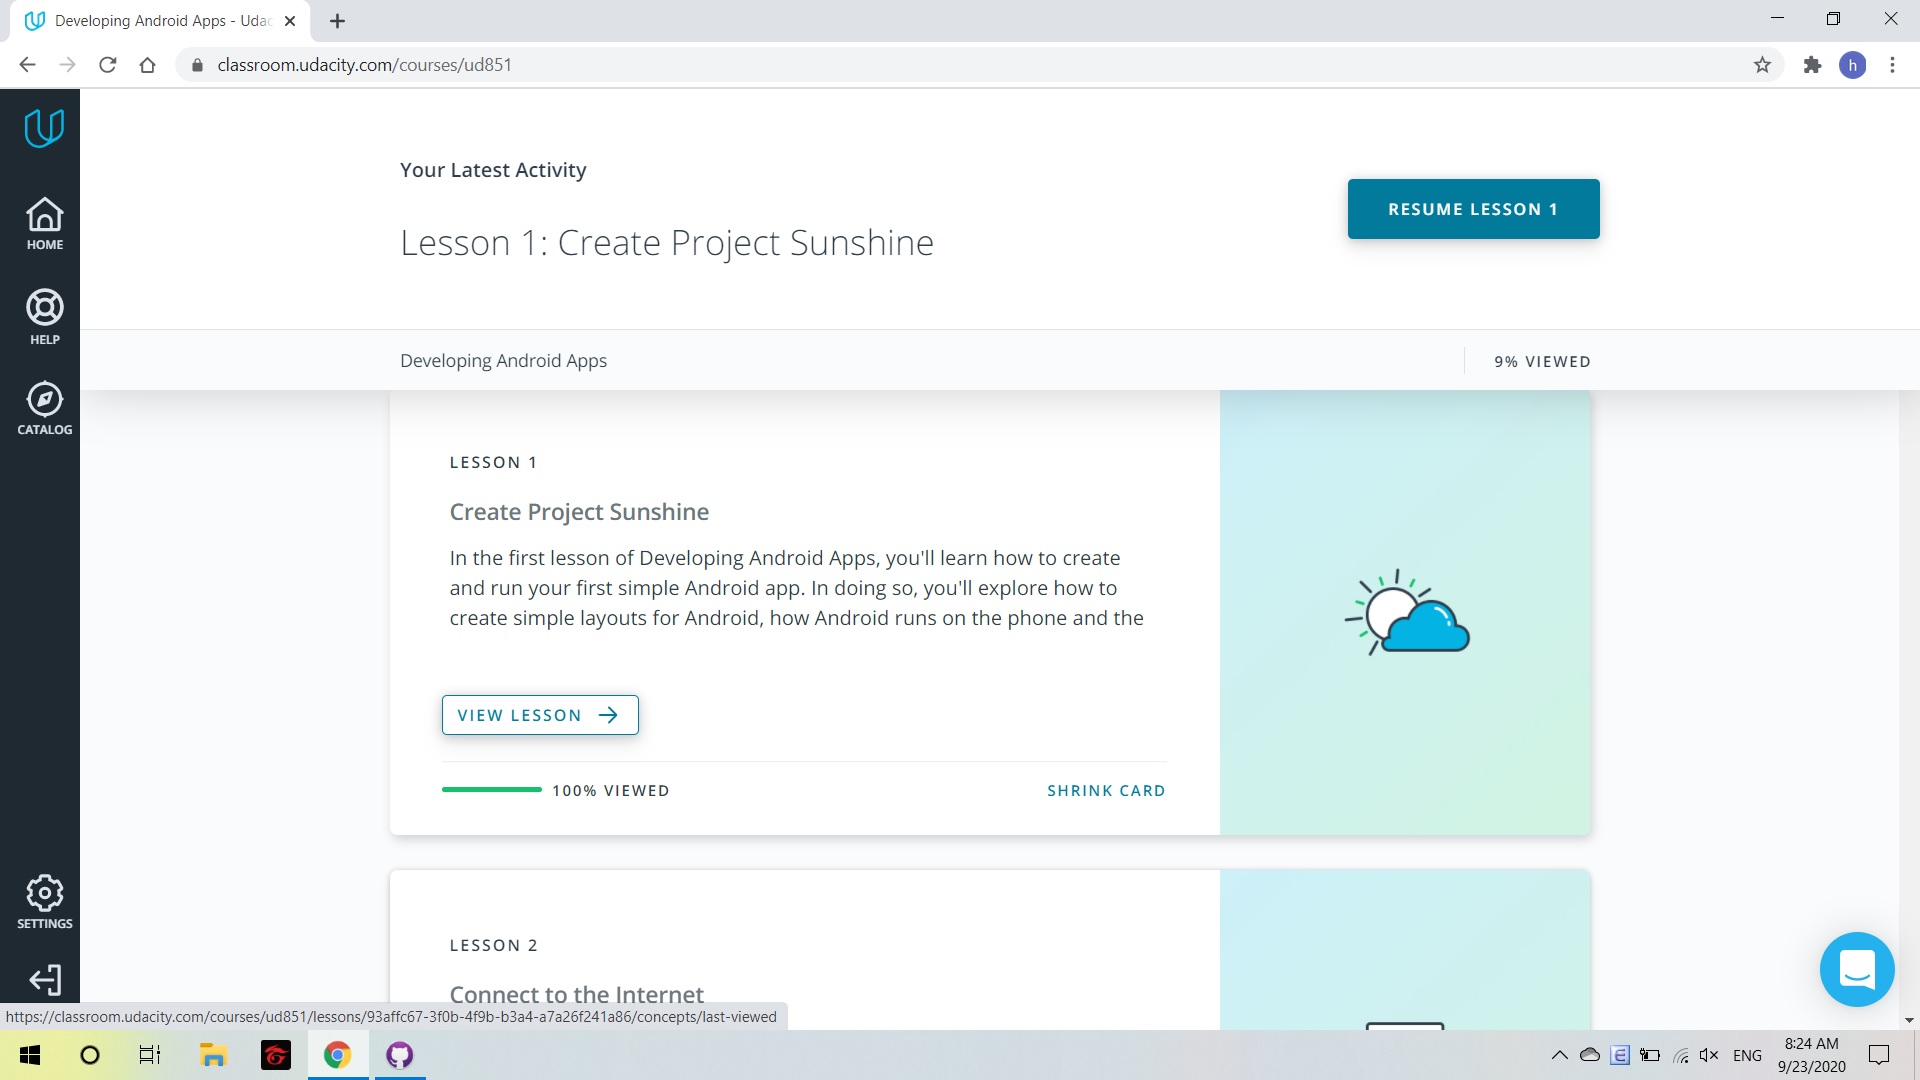 Developing Android Apps - Udac
classroom.udacity.com/courses/ud851
h
HOME
HELP
CATALOG
SETTINGS
Your Latest Activity
Lesson 1: Create Project Sunshine
RESUME LESSON 1
Developing Android Apps
9% VIEWED
LESSON 1
Create Project Sunshine
In the first lesson of Developing Android Apps, you'll learn how to create
and run your first simple Android app. In doing so, you'll explore how to
create simple layouts for Android, how Android runs on the phone and the
VIEW LESSON
100% VIEWED
SHRINK CARD
LESSON 2
Connect to the Internet
https://classroom.udacity.com/courses/ud851/lessons/93affc67-3f0b-4f9b-b3a4-a7a26f241a86/concepts/last-viewed
E
ENG
8:24 AM
9/23/2020